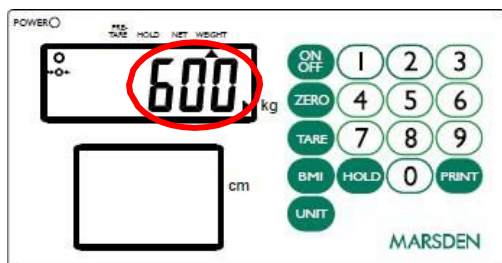 POWER
PRE-TARE HOLD NET WEIGHT
600 kg
cm
ON OFF 1 2 3
ZERO 4 5 6
TARE 7 8 9
BMI HOLD 0 PRINT
UNIT
MARSDEN